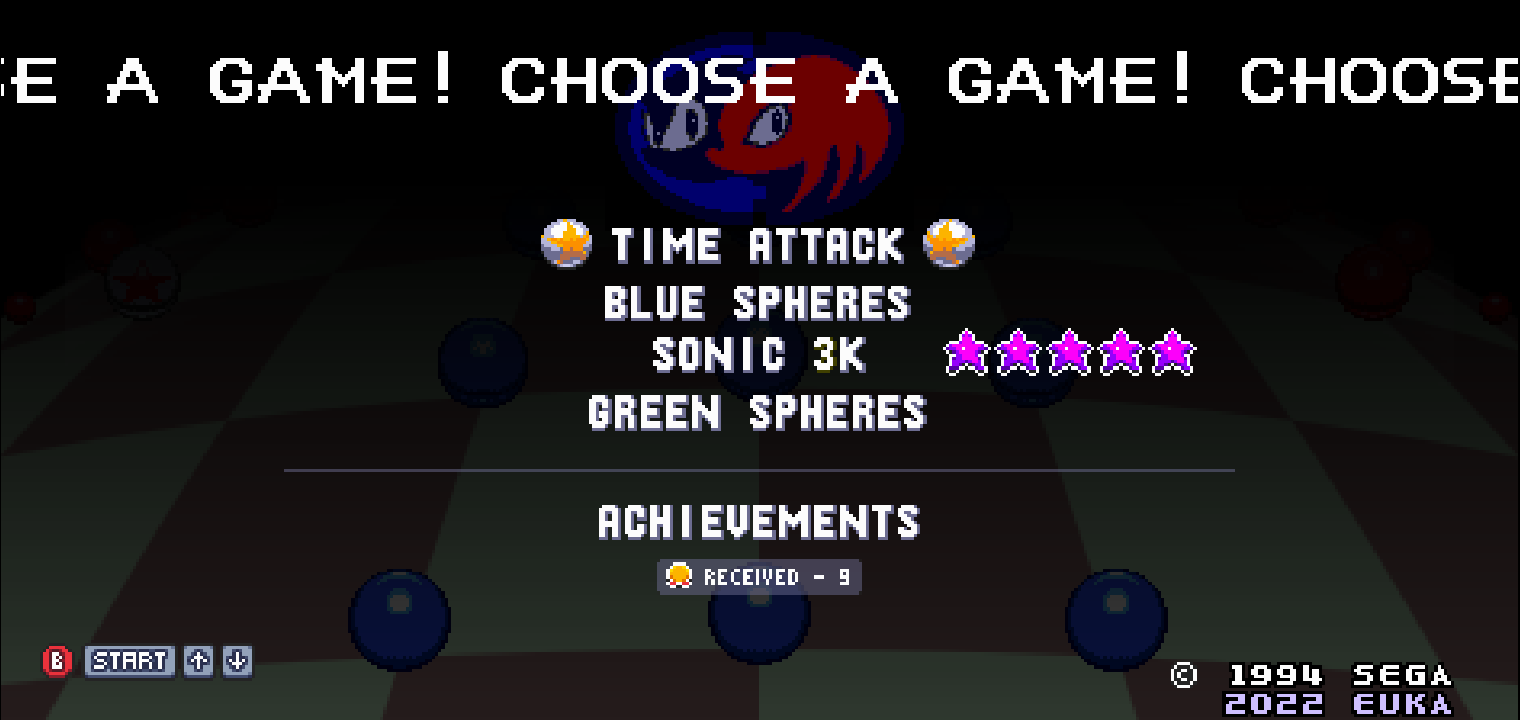 SE A GAME! CHOOSE A GAME! CHOOSE
TIME ATTACK
BLUE SPHERES
SONIC 3K
GREEN SPHERES
ACHIEVEMENTS
RECEIVED - 9
B START ↑ ↓
© 1994 SEGA
2022 EUKA